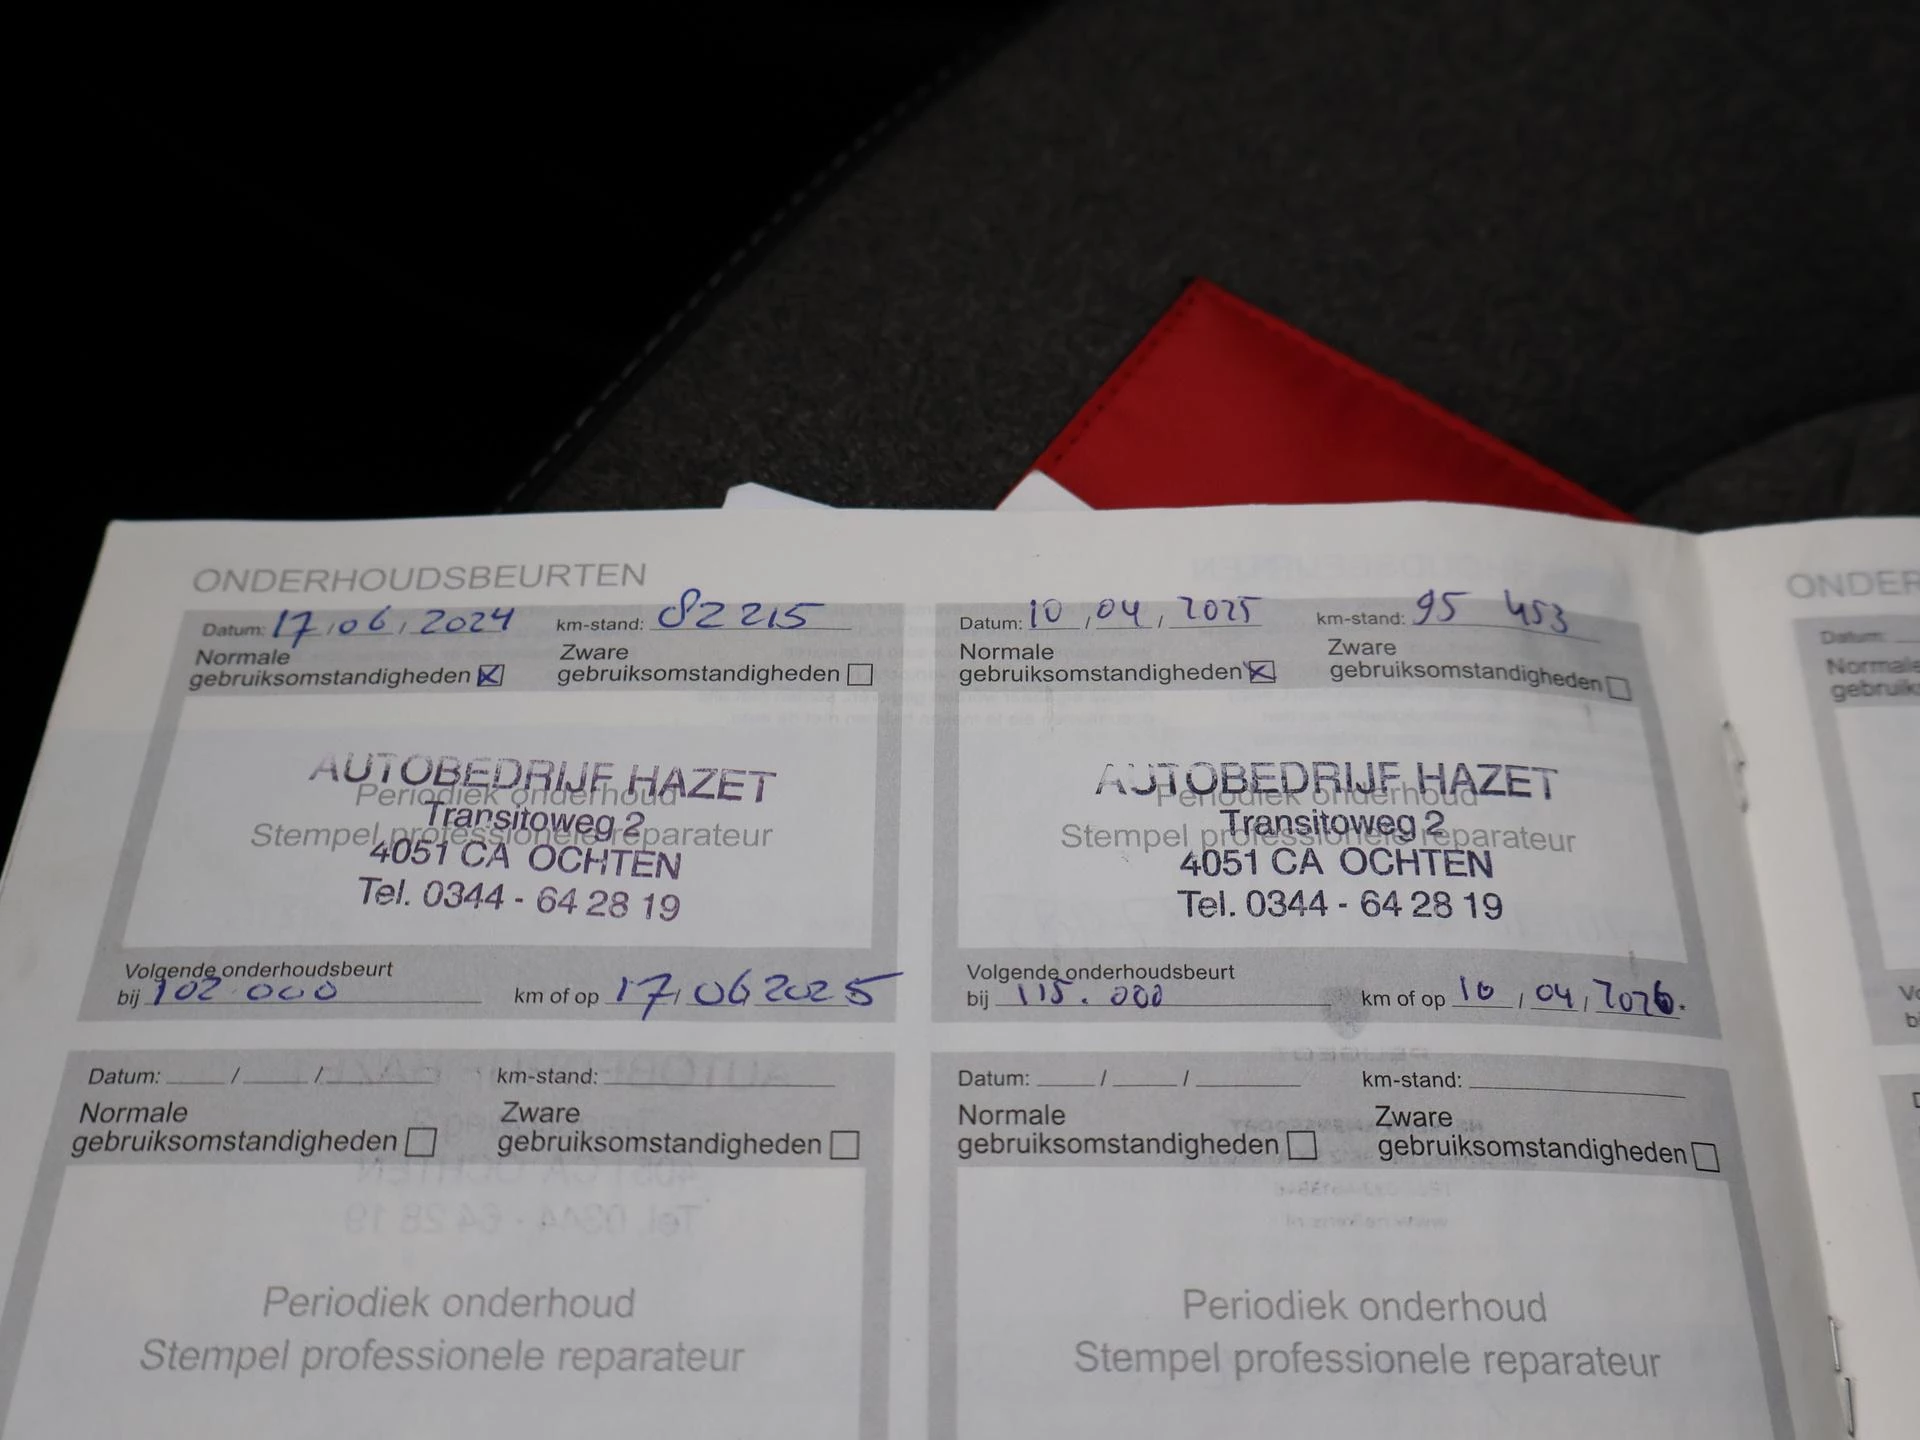 ONDERHOUDSBEURTEN
Datum: 17/06/2024 km-stand: 82 215
Normale
gebruiksomstandigheden
Zware
gebruiksomstandigheden
AUTOBEDRIJF HAZET
Periodiek onderhoud
Transitoweg 2
Stempel professionele reparateur
4051 CA OCHTEN
Tel. 0344 - 64 28 19
Volgende onderhoudsbeurt
bij 102.000 km of op 17/06 2025
Datum: 10/04/2025 km-stand: 95 453
Normale
gebruiksomstandigheden
Zware
gebruiksomstandigheden
AUTOBEDRIJF HAZET
Periodiek onderhoud
Transitoweg 2
Stempel professionele reparateur
4051 CA OCHTEN
Tel. 0344 - 64 28 19
Volgende onderhoudsbeurt
bij 115.000 km of op 10/04/2026.
Datum: / / km-stand:
Normale
gebruiksomstandigheden
Zware
gebruiksomstandigheden
Periodiek onderhoud
Stempel professionele reparateur
Datum: / / km-stand:
Normale
gebruiksomstandigheden
Zware
gebruiksomstandigheden
Periodiek onderhoud
Stempel professionele reparateur
ONDER
Datum:
Normale